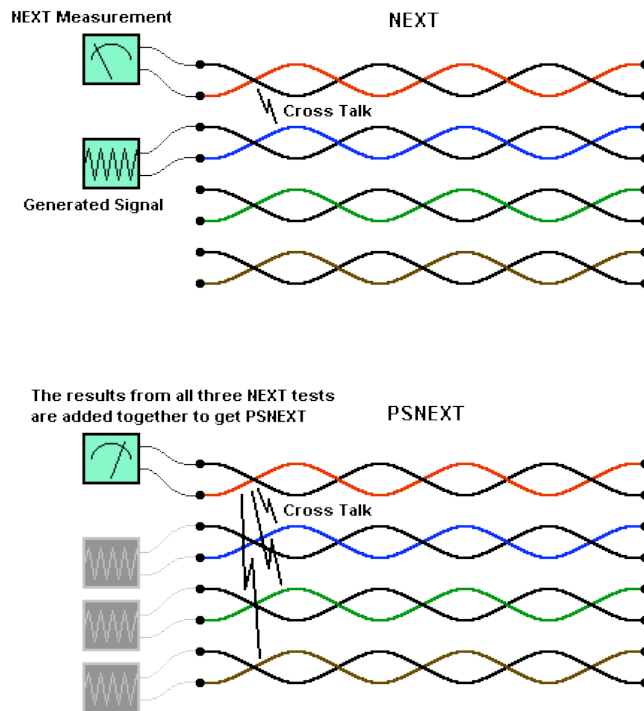 NEXT Measurement
NEXT
Cross Talk
Generated Signal
The results from all three NEXT tests
are added together to get PSNEXT
PSNEXT
Cross Talk